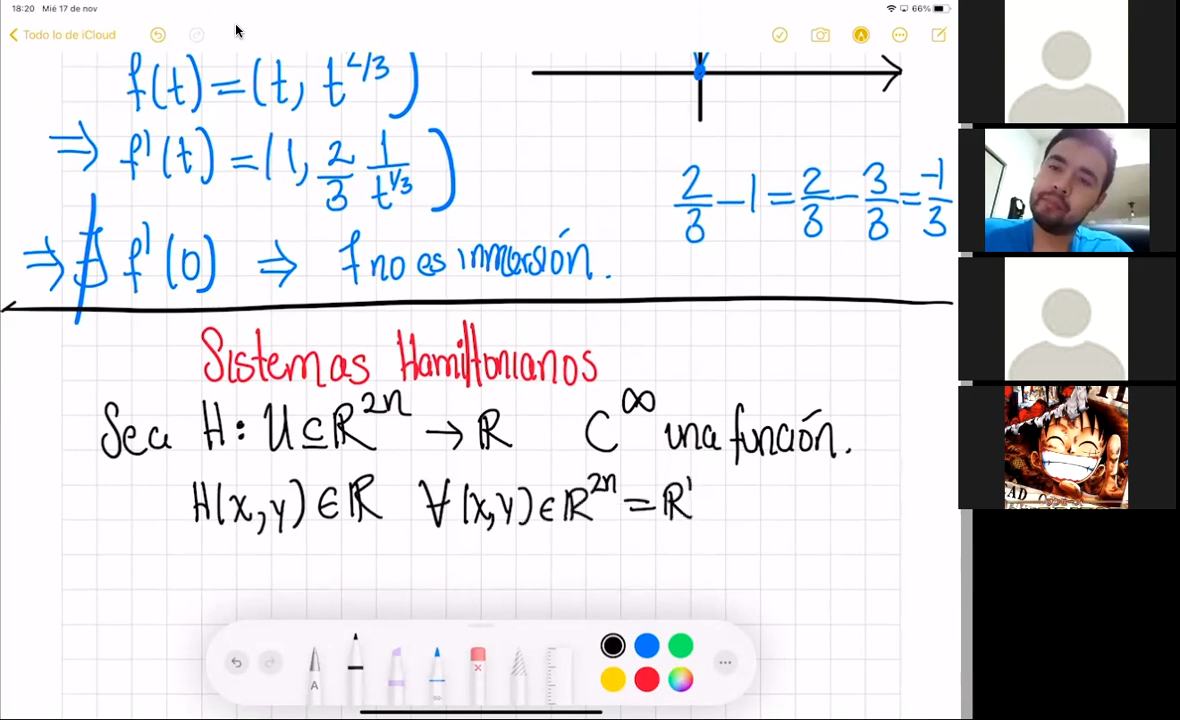 18:20 Mié 17 de nov
66%
Todo lo de iCloud
f(t) = (t, t^2/3)
⇒ f'(t) = (1, 2/3 1/t^1/3)
2/3 - 1 = 2/3 - 3/3 = -1/3
⇒ ∄ f'(0) ⇒ f no es inmersión.
Sistemas Hamiltonianos
Sea H: U ⊆ ℝ^2n → ℝ C^∞ una función.
H(x,y) ∈ ℝ ∀(x,y) ∈ ℝ^2n = ℝ'
A
AD